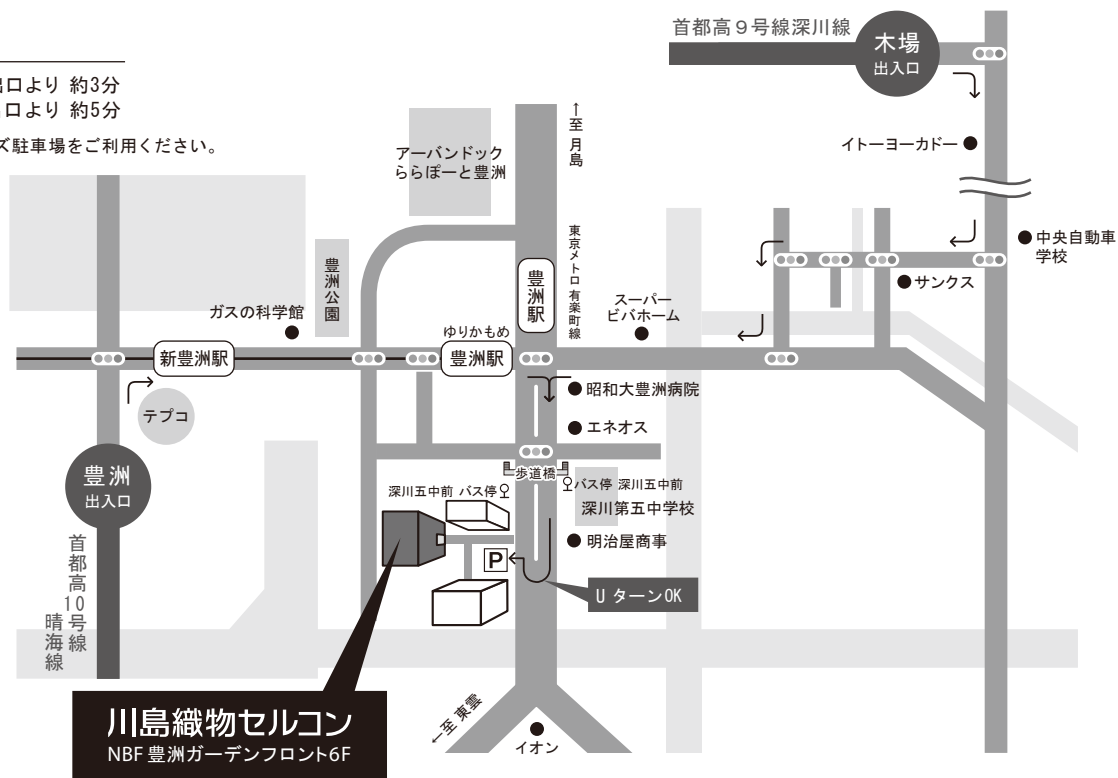 首都高9号線深川線
木場
出入口
出口より 約3分
口より 約5分
ズ駐車場をご利用ください。
←至 月島
アーバンドック
ららぽーと豊洲
イトーヨーカドー
中央自動車
学校
サンクス
東京メトロ 有楽町線
豊洲公園
豊洲駅
スーパー
ビバホーム
ガスの科学館
ゆりかもめ
新豊洲駅
豊洲駅
昭和大豊洲病院
テプコ
エネオス
豊洲
出入口
歩道橋
深川五中前 バス停
バス停 深川五中前
深川第五中学校
明治屋商事
P
Uターン OK
首都高10号線
晴海線
川島織物セルコン
NBF 豊洲ガーデンフロント6F
←至 東雲
イオン